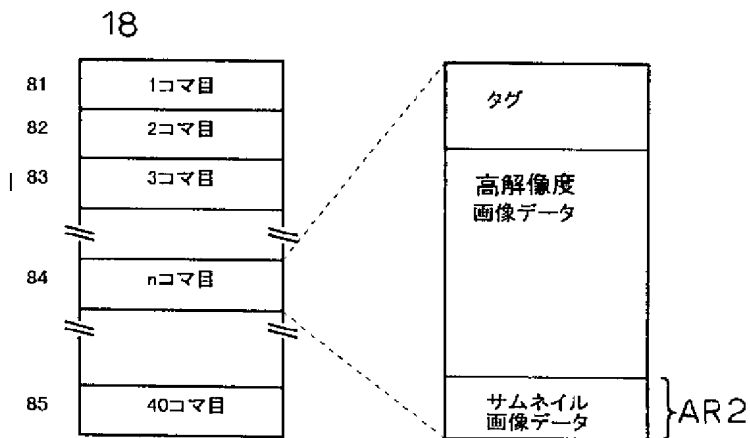 18
81 1コマ目
82 2コマ目
83 3コマ目
84 nコマ目
85 40コマ目
タグ
高解像度
画像データ
サムネイル
画像データ
AR2